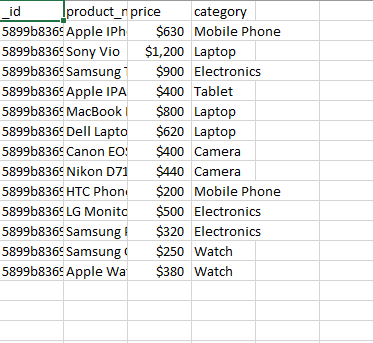 _id product_n price category
5899b8369 Apple IPh $630 Mobile Phone
5899b8369 Sony Vio $1,200 Laptop
5899b8369 Samsung T $900 Electronics
5899b8369 Apple IPA $400 Tablet
5899b8369 MacBook $800 Laptop
5899b8369 Dell Lapto $620 Laptop
5899b8369 Canon EOS $400 Camera
5899b8369 Nikon D71 $440 Camera
5899b8369 HTC Phon $200 Mobile Phone
5899b8369 LG Monito $500 Electronics
5899b8369 Samsung $320 Electronics
5899b8369 Samsung $250 Watch
5899b8369 Apple Wa $380 Watch